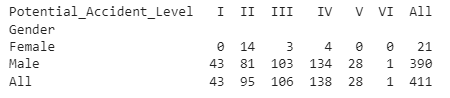 Potential_Accident_Level I II III IV V VI All
Gender
Female 0 14 3 4 0 0 21
Male 43 81 103 134 28 1 390
All 43 95 106 138 28 1 411